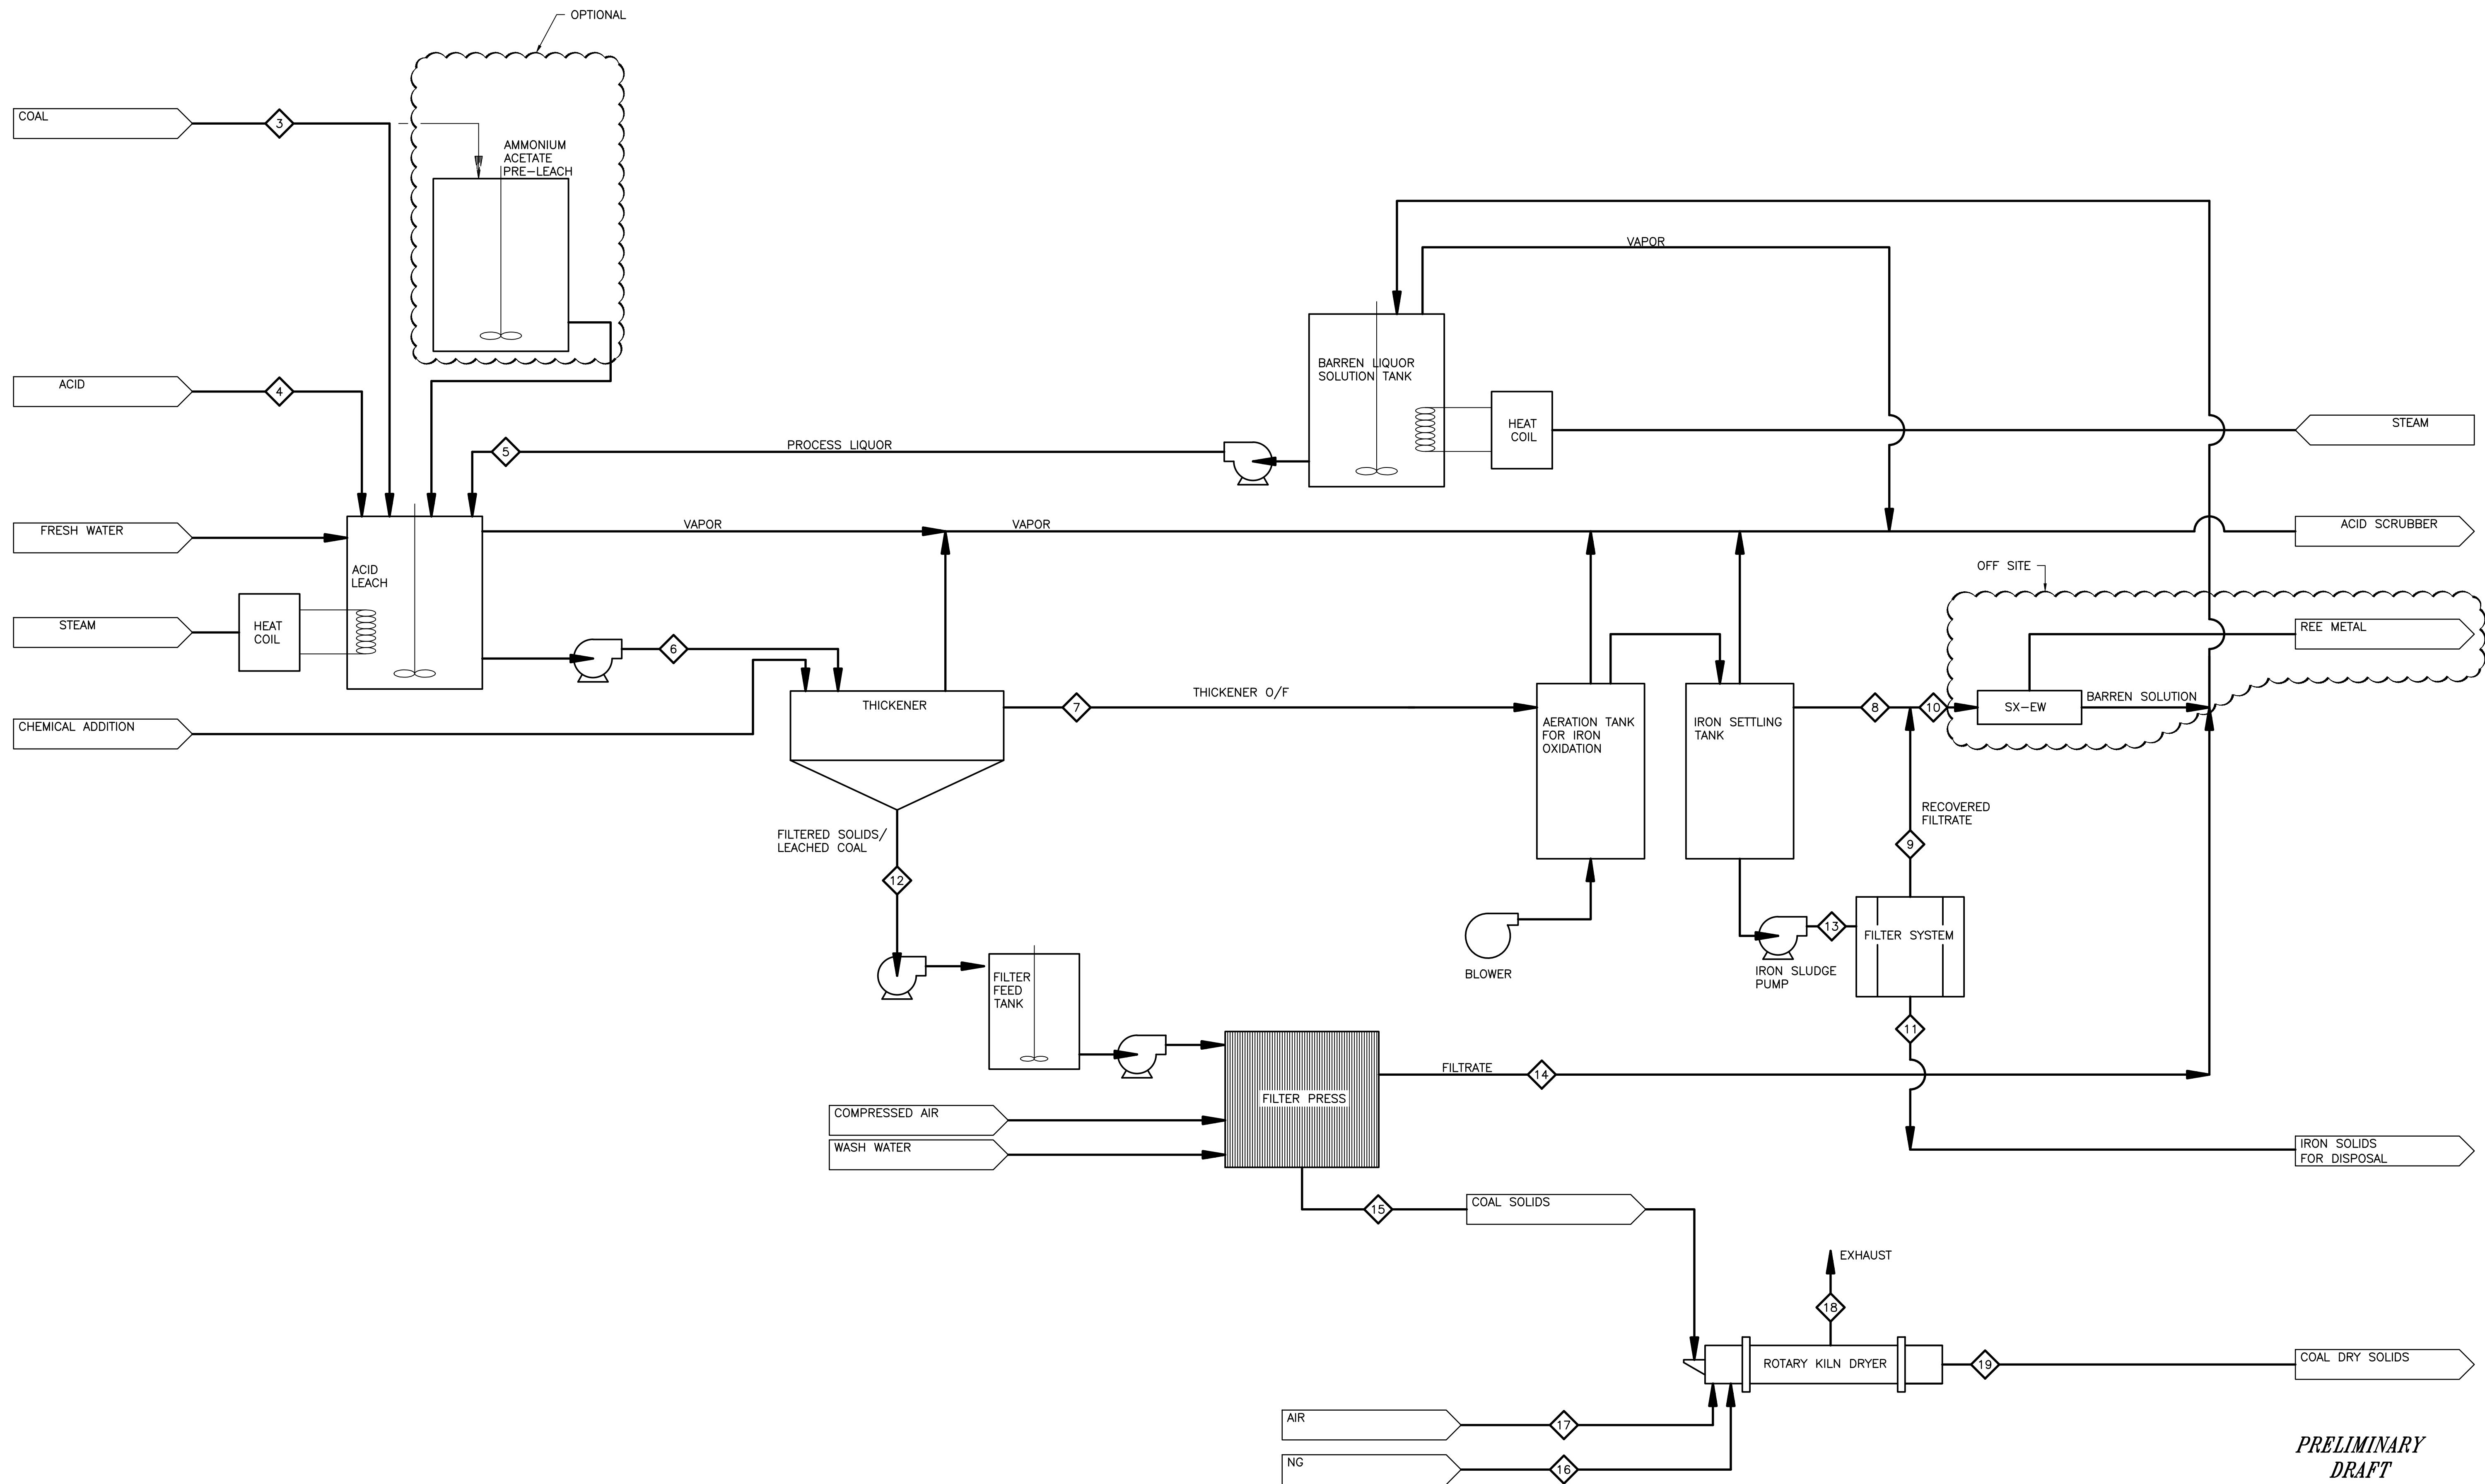 OPTIONAL
COAL
3
AMMONIUM
ACETATE
PRE-LEACH
VAPOR
BARREN LIQUOR
SOLUTION TANK
ACID
4
HEAT
COIL
STEAM
5
PROCESS LIQUOR
FRESH WATER
VAPOR
VAPOR
ACID SCRUBBER
ACID
LEACH
OFF SITE
STEAM
HEAT
COIL
6
REE METAL
CHEMICAL ADDITION
THICKENER
7
THICKENER O/F
AERATION TANK
FOR IRON
OXIDATION
IRON SETTLING
TANK
8
10
SX-EW
BARREN SOLUTION
RECOVERED
FILTRATE
FILTERED SOLIDS/
LEACHED COAL
9
12
13
FILTER SYSTEM
BLOWER
IRON SLUDGE
PUMP
FILTER
FEED
TANK
11
FILTRATE
14
FILTER PRESS
COMPRESSED AIR
WASH WATER
IRON SOLIDS
FOR DISPOSAL
15
COAL SOLIDS
EXHAUST
18
ROTARY KILN DRYER
19
COAL DRY SOLIDS
AIR
17
NG
16
PRELIMINARY
DRAFT